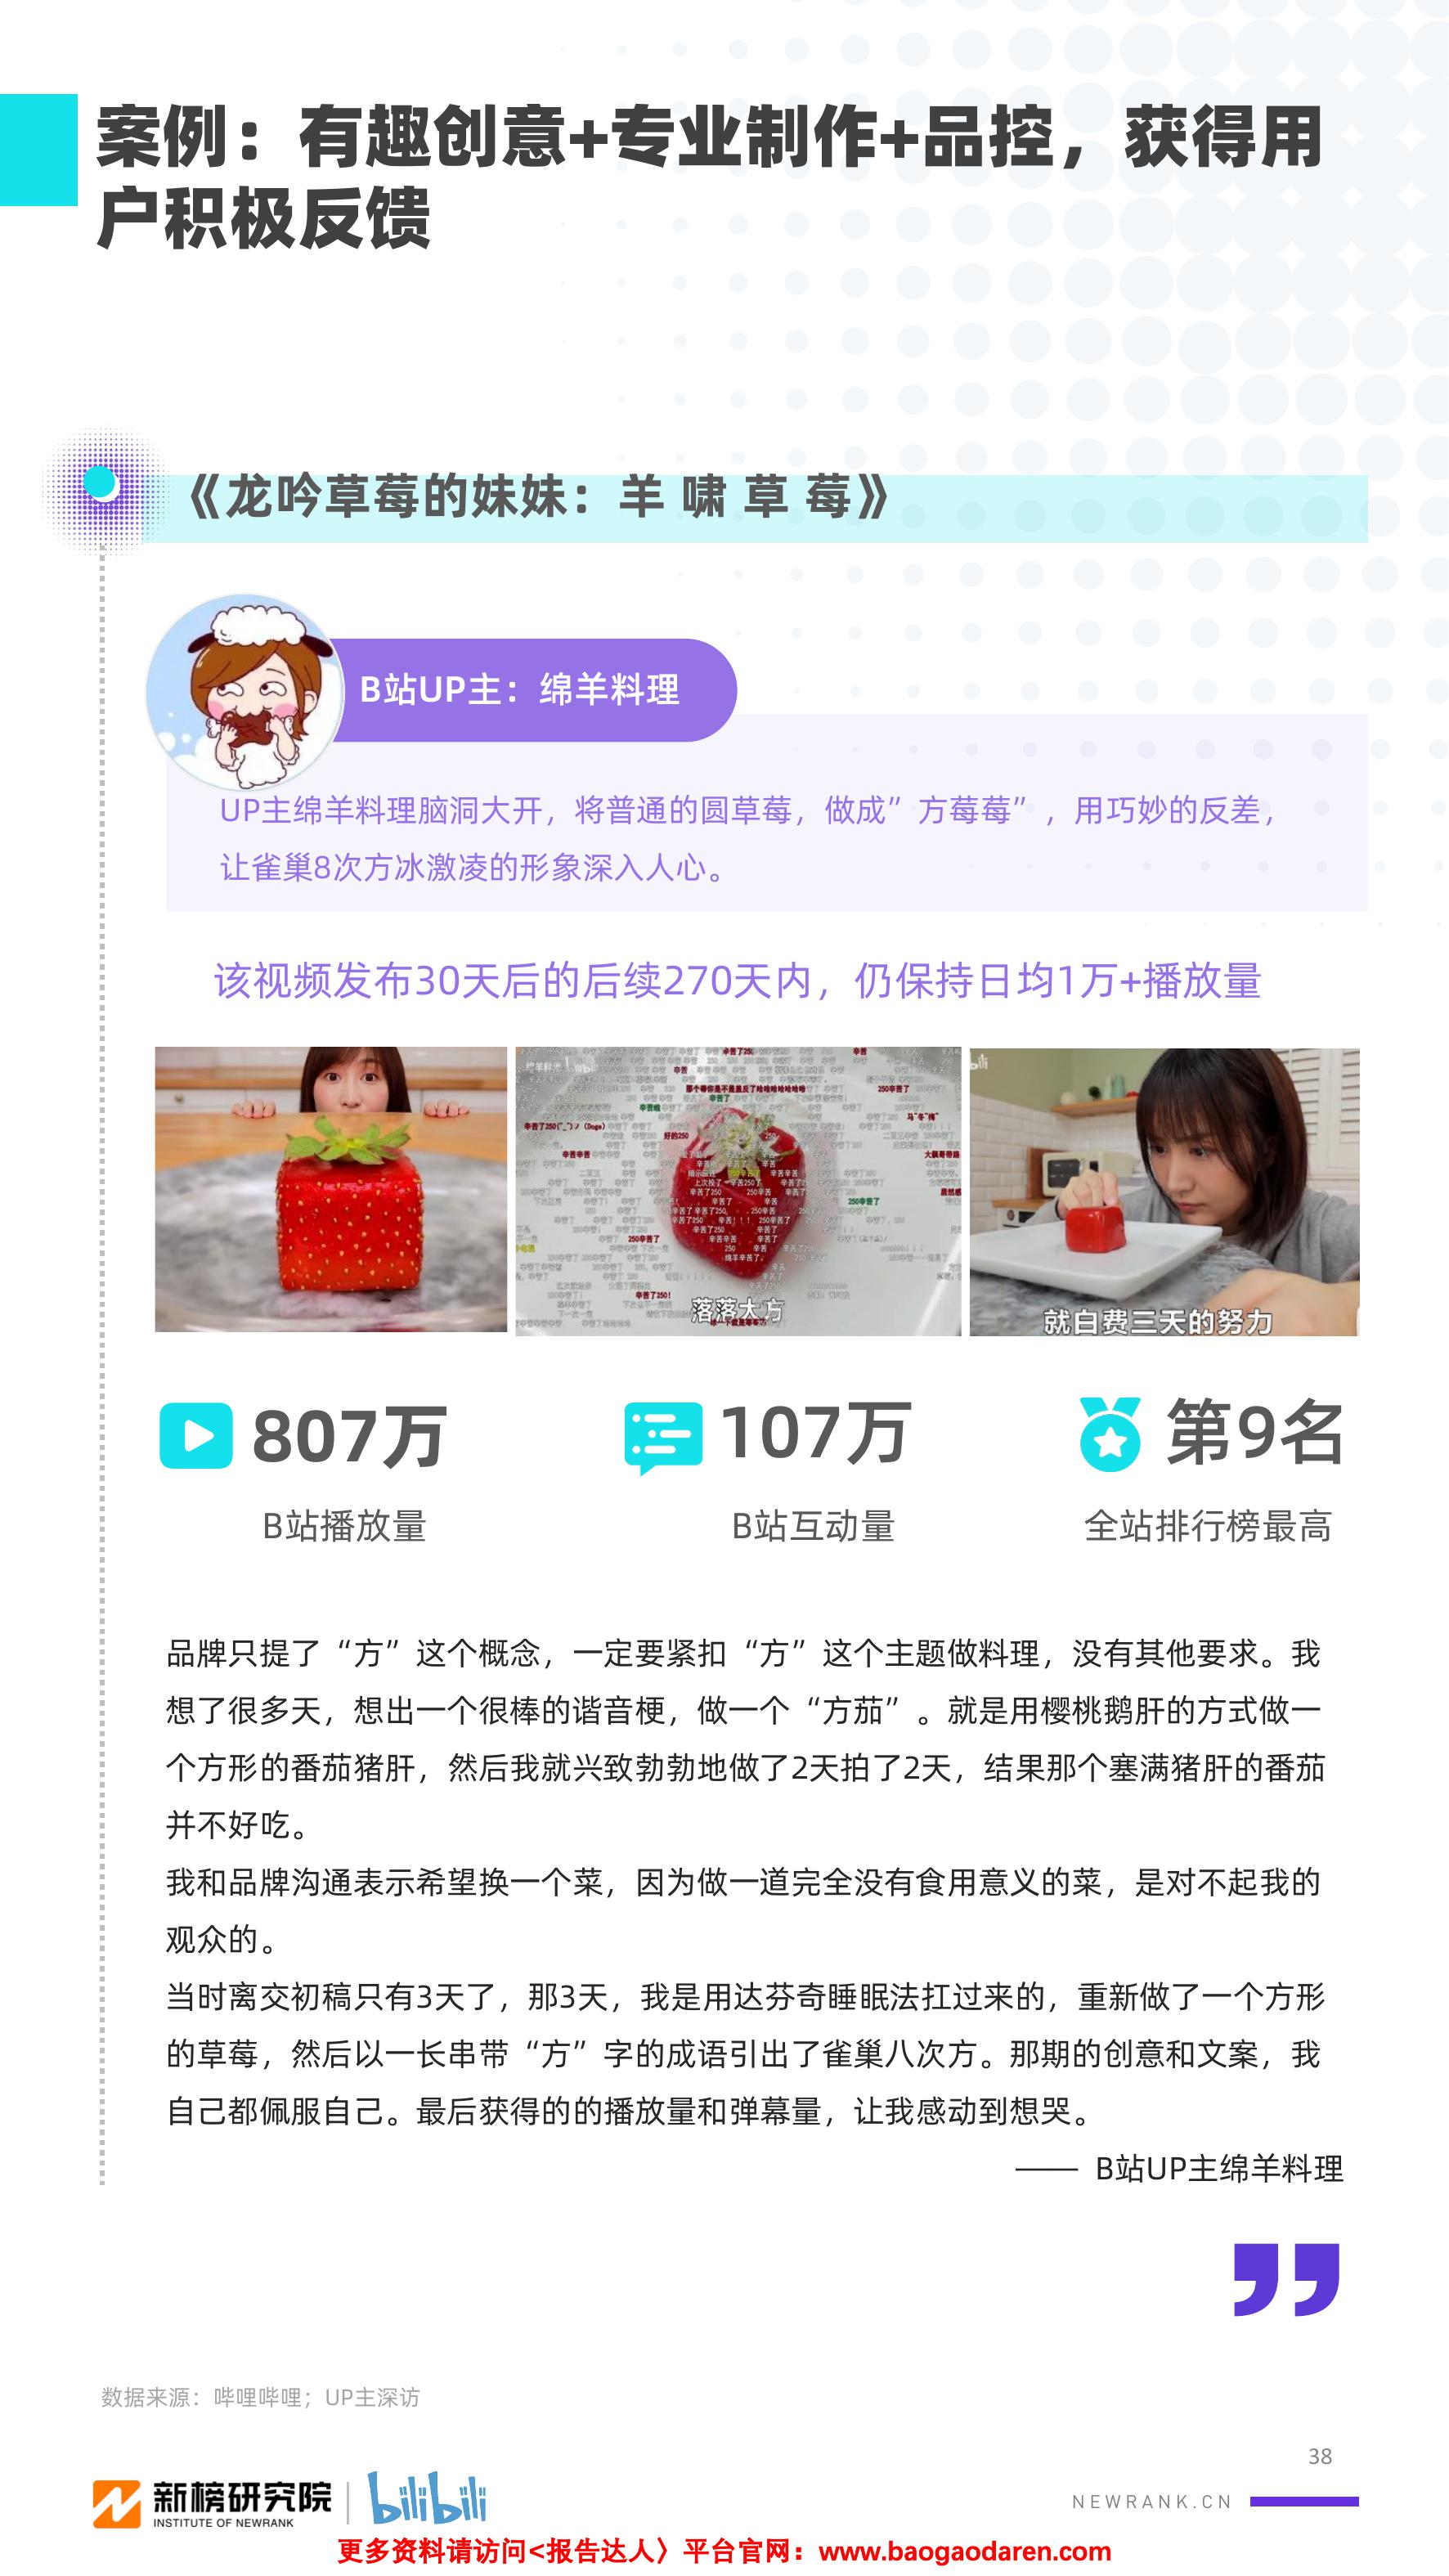 案例：有趣创意+专业制作+品控，获得用
户积极反馈
《龙吟草莓的妹妹：羊 啸 草 莓》
B站UP主：绵羊料理
UP主绵羊料理脑洞大开，将普通的圆草莓，做成”方莓莓”，用巧妙的反差，
让雀巢8次方冰激凌的形象深入人心。
该视频发布30天后的后续270天内，仍保持日均1万+播放量
落落大方
就白费三天的努力
807万
B站播放量
107万
B站互动量
第9名
全站排行榜最高
品牌只提了“方”这个概念，一定要紧扣“方”这个主题做料理，没有其他要求。我
想了很多天，想出一个很棒的谐音梗，做一个“方茄”。就是用樱桃鹅肝的方式做一
个方形的番茄猪肝，然后我就兴致勃勃地做了2天拍了2天，结果那个塞满猪肝的番茄
并不好吃。
我和品牌沟通表示希望换一个菜，因为做一道完全没有食用意义的菜，是对不起我的
观众的。
当时离交初稿只有3天了，那3天，我是用达芬奇睡眠法扛过来的，重新做了一个方形
的草莓，然后以一长串带“方”字的成语引出了雀巢八次方。那期的创意和文案，我
自己都佩服自己。最后获得的的播放量和弹幕量，让我感动到想哭。
—— B站UP主绵羊料理
数据来源：哔哩哔哩；UP主深访
38
新榜研究院
INSTITUTE OF NEWRANK
bilibili
NEWRANK.CN
更多资料请访问<报告达人〉平台官网：www.baogaodaren.com